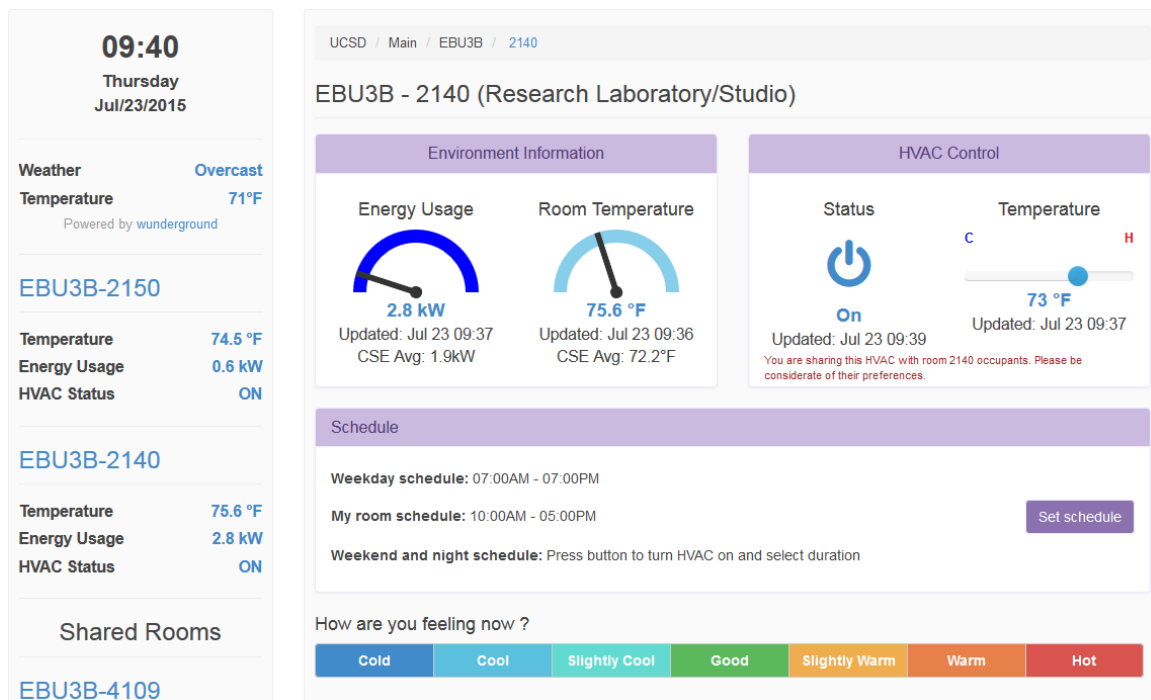 09:40
Thursday
Jul/23/2015
Weather Overcast
Temperature 71°F
Powered by wunderground
EBU3B-2150
Temperature 74.5 °F
Energy Usage 0.6 kW
HVAC Status ON
EBU3B-2140
Temperature 75.6 °F
Energy Usage 2.8 kW
HVAC Status ON
Shared Rooms
EBU3B-4109
UCSD / Main / EBU3B / 2140
EBU3B - 2140 (Research Laboratory/Studio)
Environment Information
Energy Usage
2.8 kW
Updated: Jul 23 09:37
CSE Avg: 1.9kW
Room Temperature
75.6 °F
Updated: Jul 23 09:36
CSE Avg: 72.2°F
HVAC Control
Status
On
Updated: Jul 23 09:39
Temperature
C H
73 °F
Updated: Jul 23 09:37
You are sharing this HVAC with room 2140 occupants. Please be
considerate of their preferences.
Schedule
Weekday schedule: 07:00AM - 07:00PM
My room schedule: 10:00AM - 05:00PM
Set schedule
Weekend and night schedule: Press button to turn HVAC on and select duration
How are you feeling now ?
Cold Cool Slightly Cool Good Slightly Warm Warm Hot